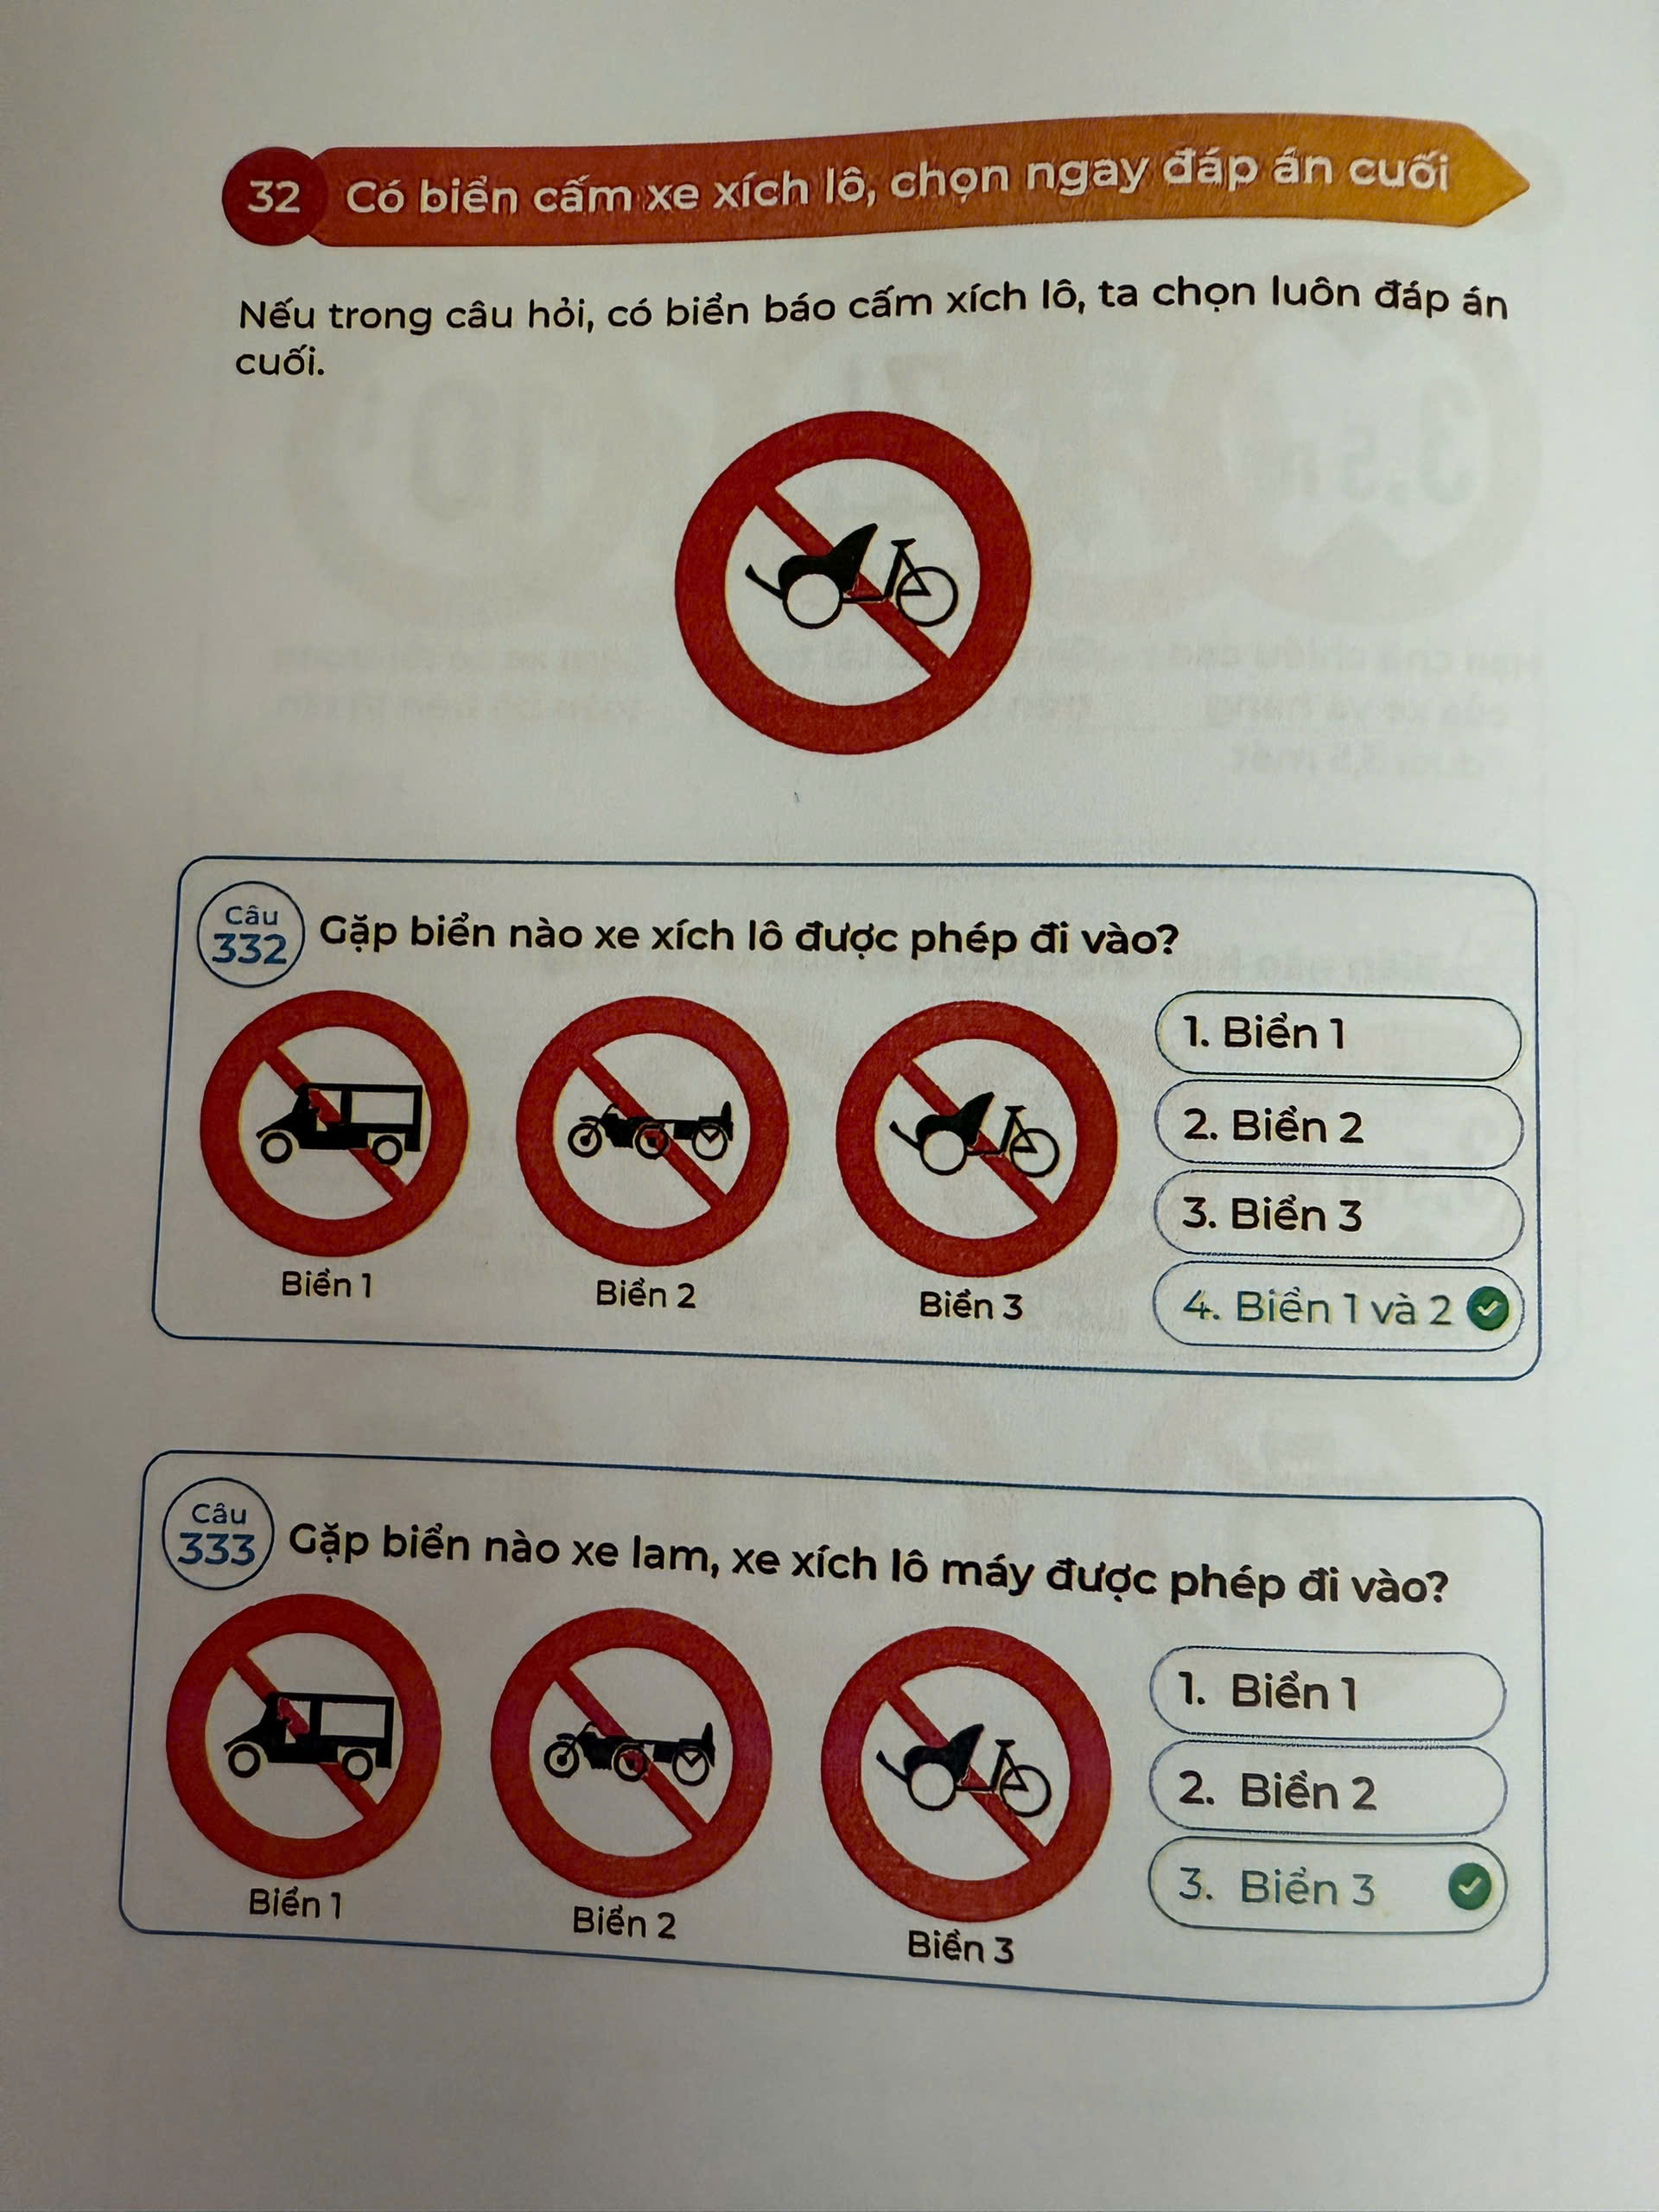 32 Có biển cấm xe xích lô, chọn ngay đáp án cuối
Nếu trong câu hỏi, có biển báo cấm xích lô, ta chọn luôn đáp án
cuối.
Câu
332
Gặp biển nào xe xích lô được phép đi vào?
Biển 1
Biển 2
Biển 3
1. Biển 1
2. Biển 2
3. Biển 3
4. Biển 1 và 2
Câu
333
Gặp biển nào xe lam, xe xích lô máy được phép đi vào?
Biển 1
Biển 2
Biển 3
1. Biển 1
2. Biển 2
3. Biển 3